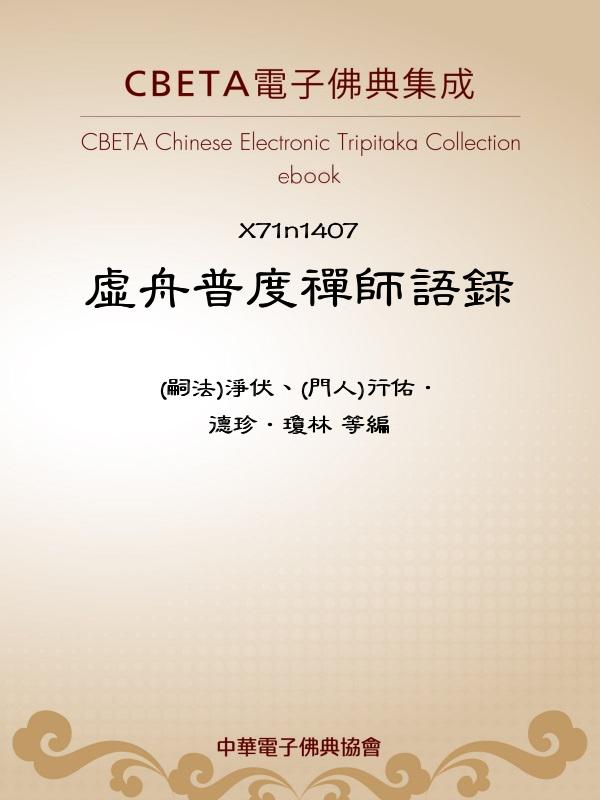 CBETA電子佛典集成
CBETA Chinese Electronic Tripitaka Collection
ebook
X71n1407
虛舟普度禪師語錄
(嗣法)淨伏、(門人)行佑．
德珍．瓊林 等編
中華電子佛典協會